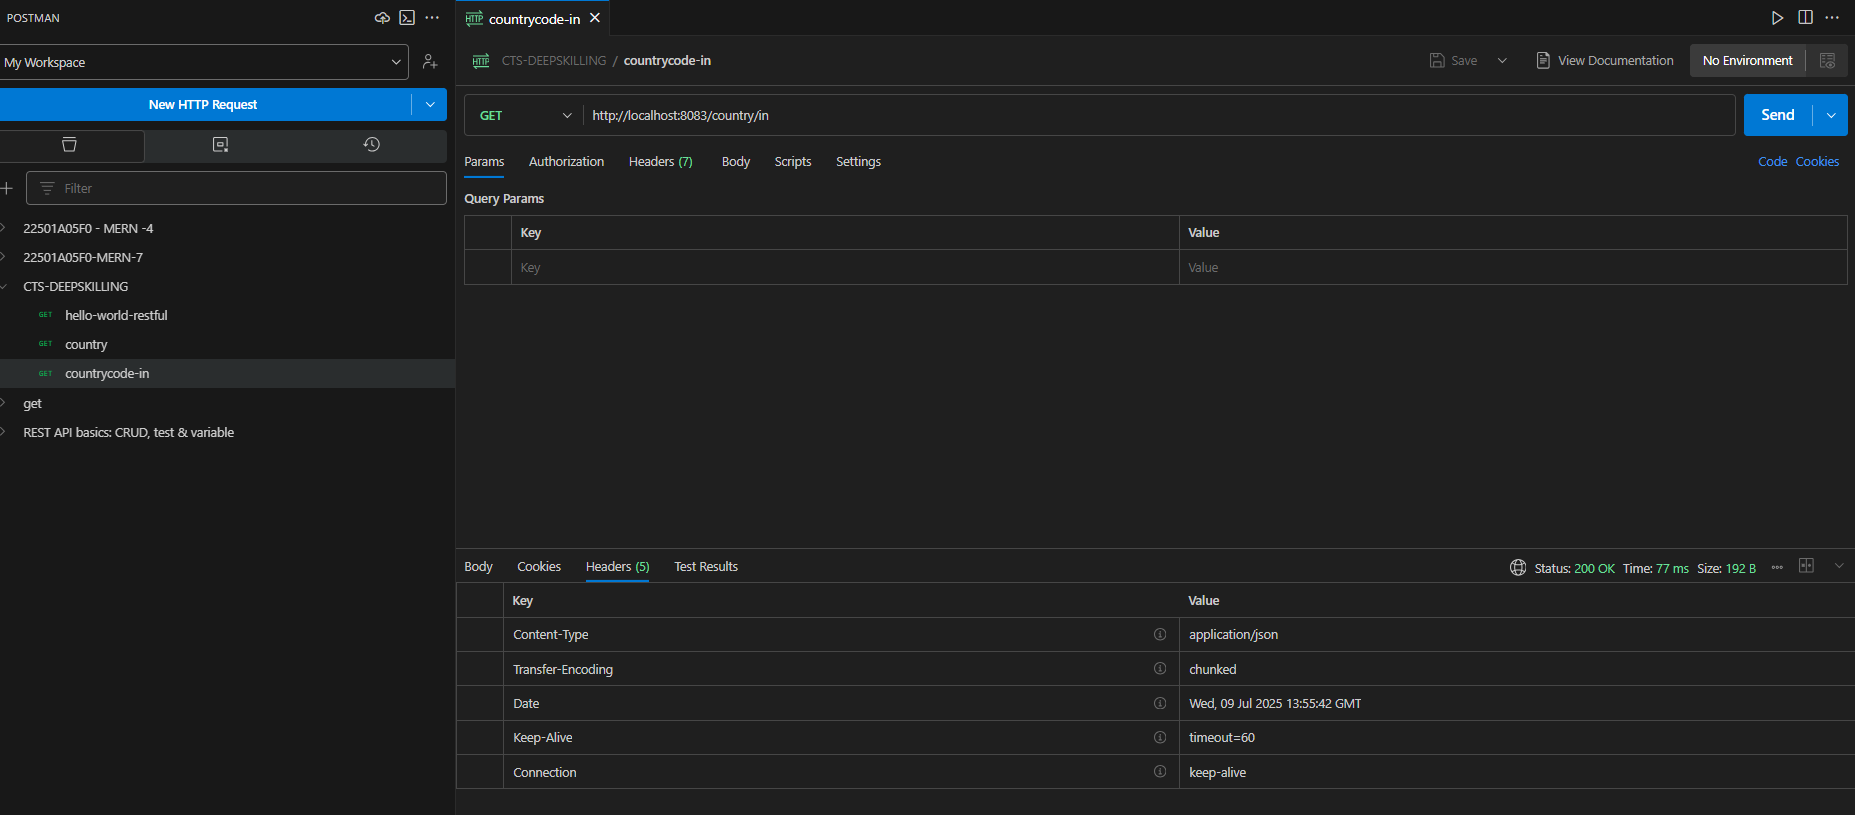 POSTMAN
My Workspace
New HTTP Request
Filter
22501A05F0 - MERN -4
22501A05F0-MERN-7
CTS-DEEPSKILLING
GET hello-world-restful
GET country
GET countrycode-in
get
REST API basics: CRUD, test & variable
HTTP countrycode-in
HTTP CTS-DEEPSKILLING / countrycode-in
Save
View Documentation
No Environment
GET http://localhost:8083/country/in
Send
Params Authorization Headers (7) Body Scripts Settings
Code Cookies
Query Params
Key Value
Key Value
Body Cookies Headers (5) Test Results
Status: 200 OK Time: 77 ms Size: 192 B
Key Value
Content-Type application/json
Transfer-Encoding chunked
Date Wed, 09 Jul 2025 13:55:42 GMT
Keep-Alive timeout=60
Connection keep-alive